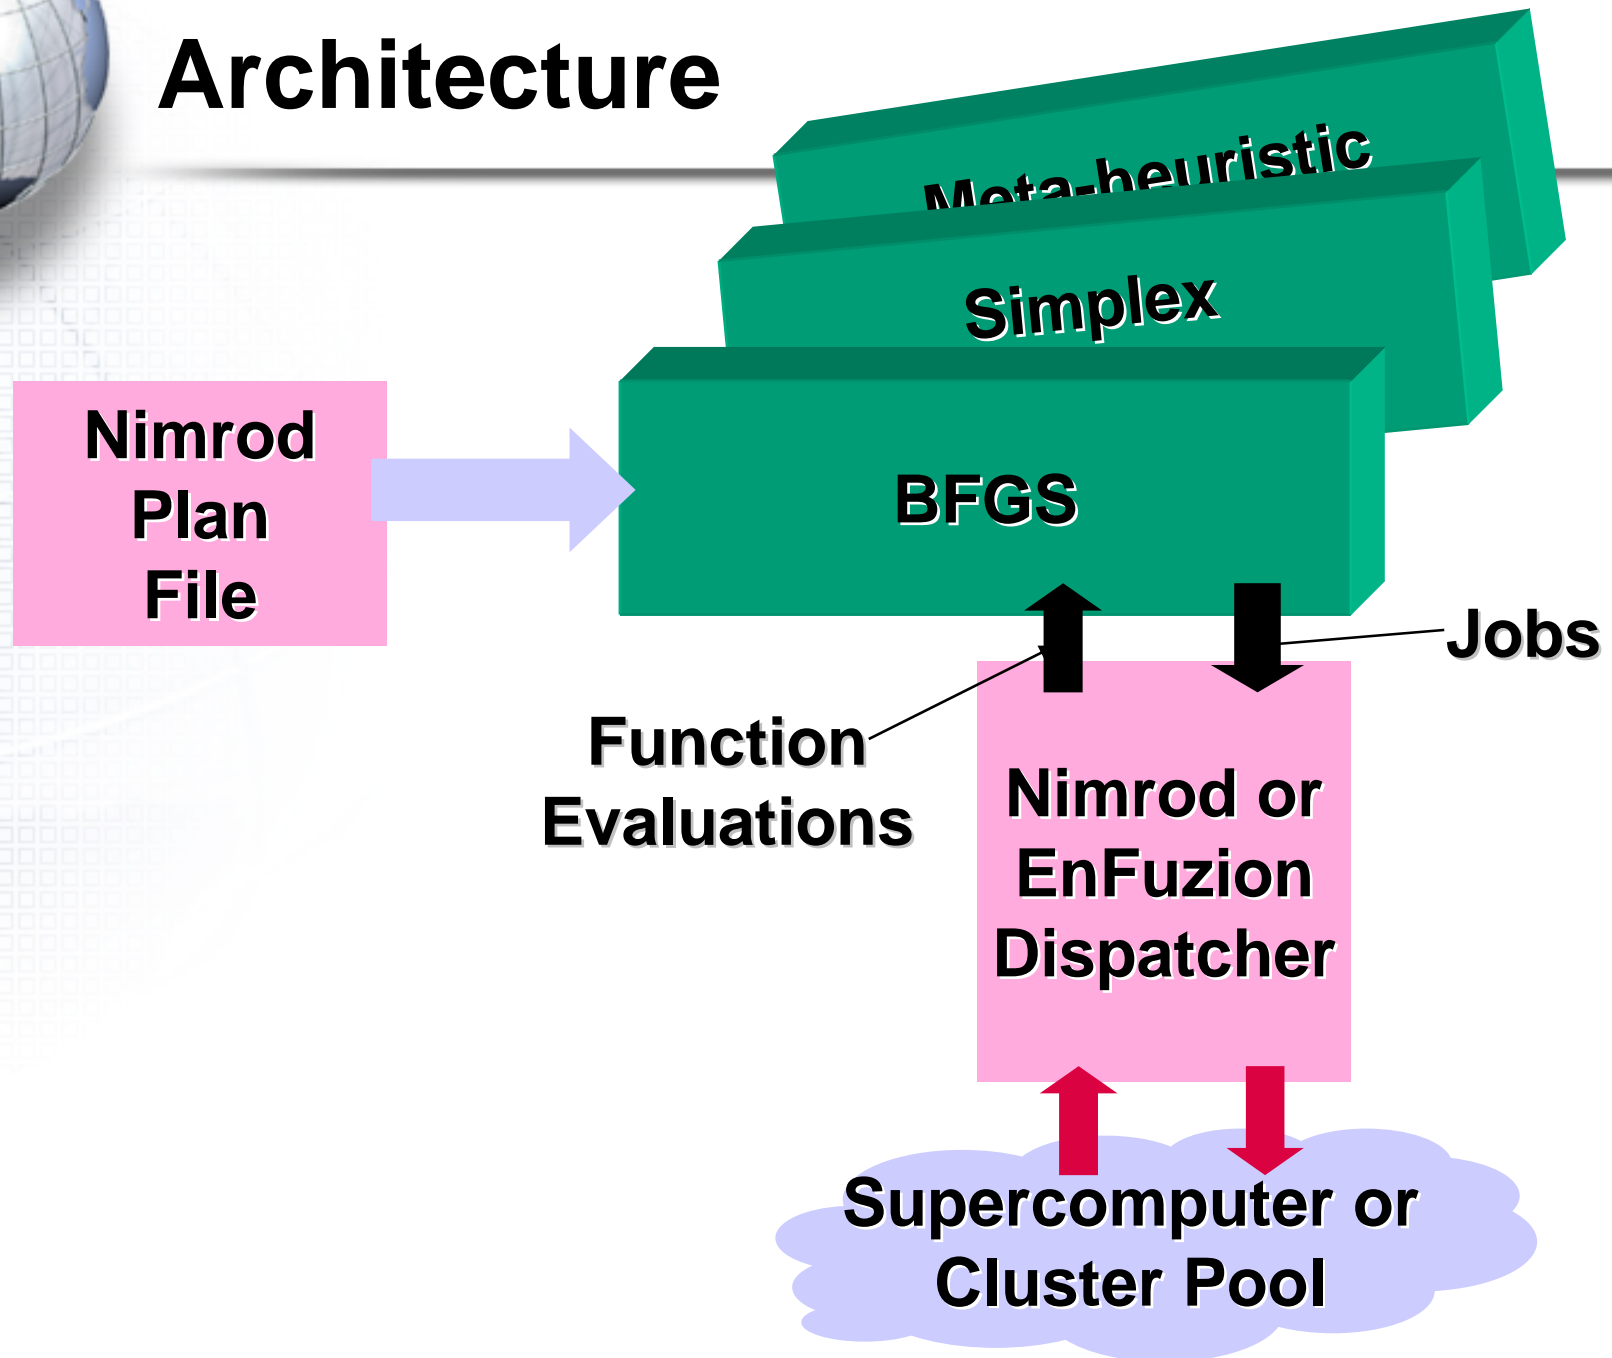 Architecture
Meta-heuristic
Simplex
Nimrod
Plan
File
BFGS
Jobs
Function
Evaluations
Nimrod or
EnFuzion
Dispatcher
Supercomputer or
Cluster Pool